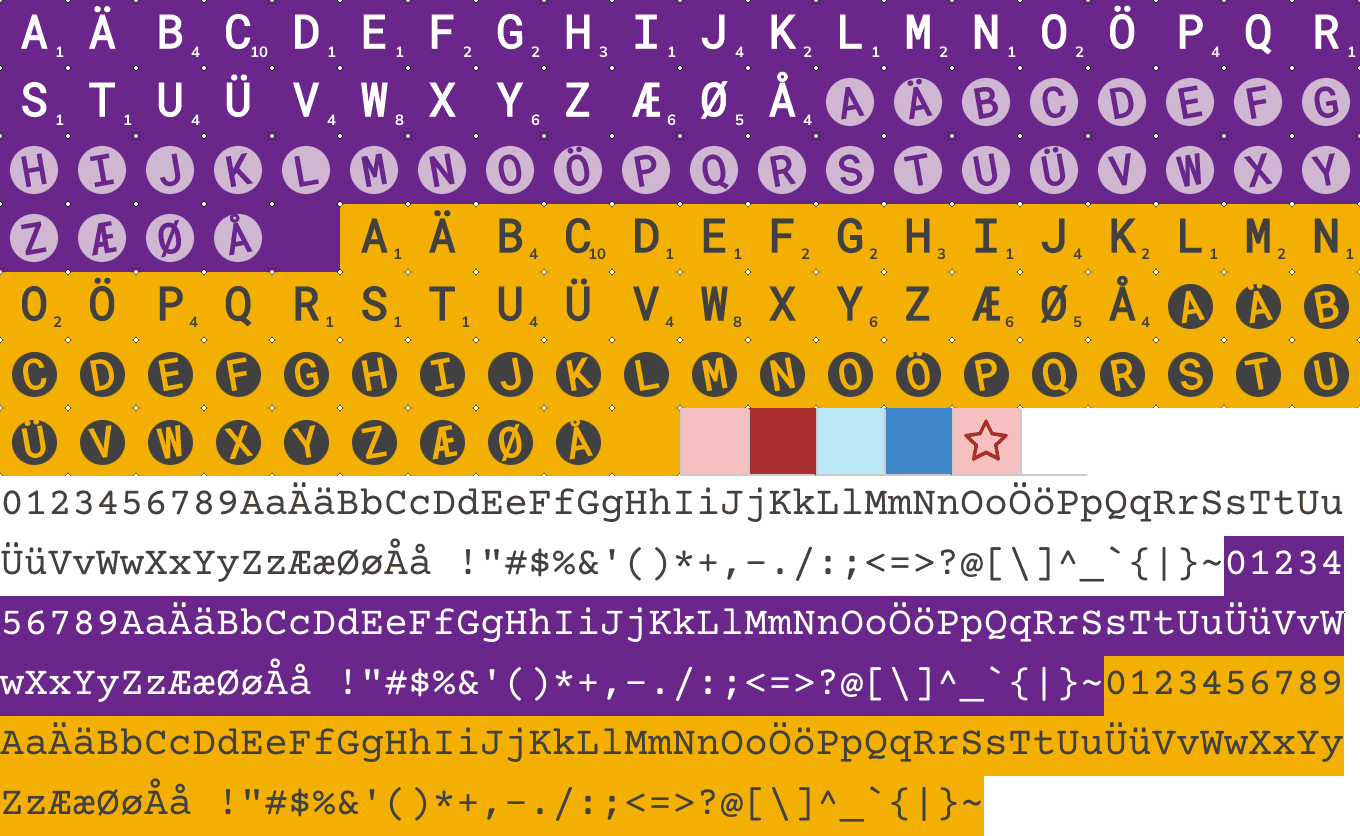 A1 Ä B4 C10 D1 E1 F2 G2 H3 I1 J4 K2 L1 M2 N1 O2 Ö P4 Q R1
S1 T1 U4 Ü V4 W8 X Y6 Z Æ6 Ø5 Å4 A Ä B C D E F G
H I J K L M N O Ö P Q R S T U Ü V W X Y
Z Æ Ø Å A1 Ä B4 C10 D1 E1 F2 G2 H3 I1 J4 K2 L1 M2 N1
O2 Ö P4 Q R1 S1 T1 U4 Ü V4 W8 X Y6 Z Æ6 Ø5 Å4 A Ä B
C D E F G H I J K L M N O Ö P Q R S T U
Ü V W X Y Z Æ Ø Å
0123456789AaÄäBbCcDdEeFfGgHhIiJjKkLlMmNnOoÖöPpQqRrSsTtUu
ÜüVvWwXxYyZzÆæØøÅå !"#$%&'()*+,-./:;<=>?@[\]^_`{|}~01234
56789AaÄäBbCcDdEeFfGgHhIiJjKkLlMmNnOoÖöPpQqRrSsTtUuÜüVvW
wXxYyZzÆæØøÅå !"#$%&'()*+,-./:;<=>?@[\]^_`{|}~0123456789
AaÄäBbCcDdEeFfGgHhIiJjKkLlMmNnOoÖöPpQqRrSsTtUuÜüVvWwXxYy
ZzÆæØøÅå !"#$%&'()*+,-./:;<=>?@[\]^_`{|}~